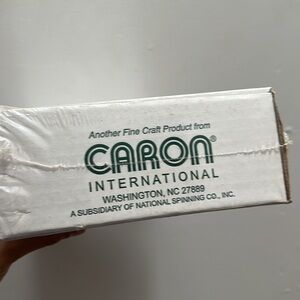 Another Fine Craft Product from
CARON®
INTERNATIONAL
WASHINGTON, NC 27889
A SUBSIDIARY OF NATIONAL SPINNING CO., INC.